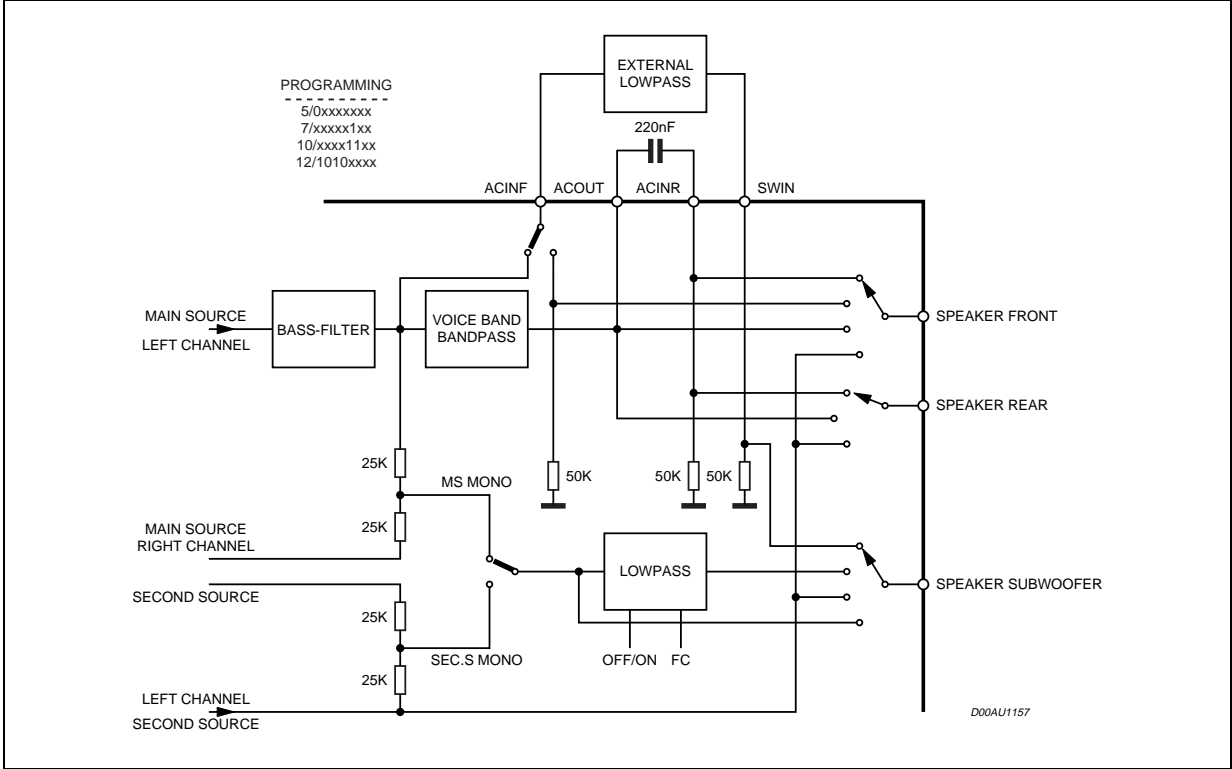 EXTERNAL
LOWPASS
PROGRAMMING
5/0xxxxxxx
7/xxxxx1xx
10/xxxx11xx
12/1010xxxx
220nF
ACINF
ACOUT
ACINR
SWIN
MAIN SOURCE
LEFT CHANNEL
BASS-FILTER
VOICE BAND
BANDPASS
SPEAKER FRONT
SPEAKER REAR
25K
MS MONO
50K
50K
50K
25K
MAIN SOURCE
RIGHT CHANNEL
LOWPASS
SECOND SOURCE
SPEAKER SUBWOOFER
25K
SEC.S MONO
OFF/ON
FC
25K
LEFT CHANNEL
SECOND SOURCE
D00AU1157